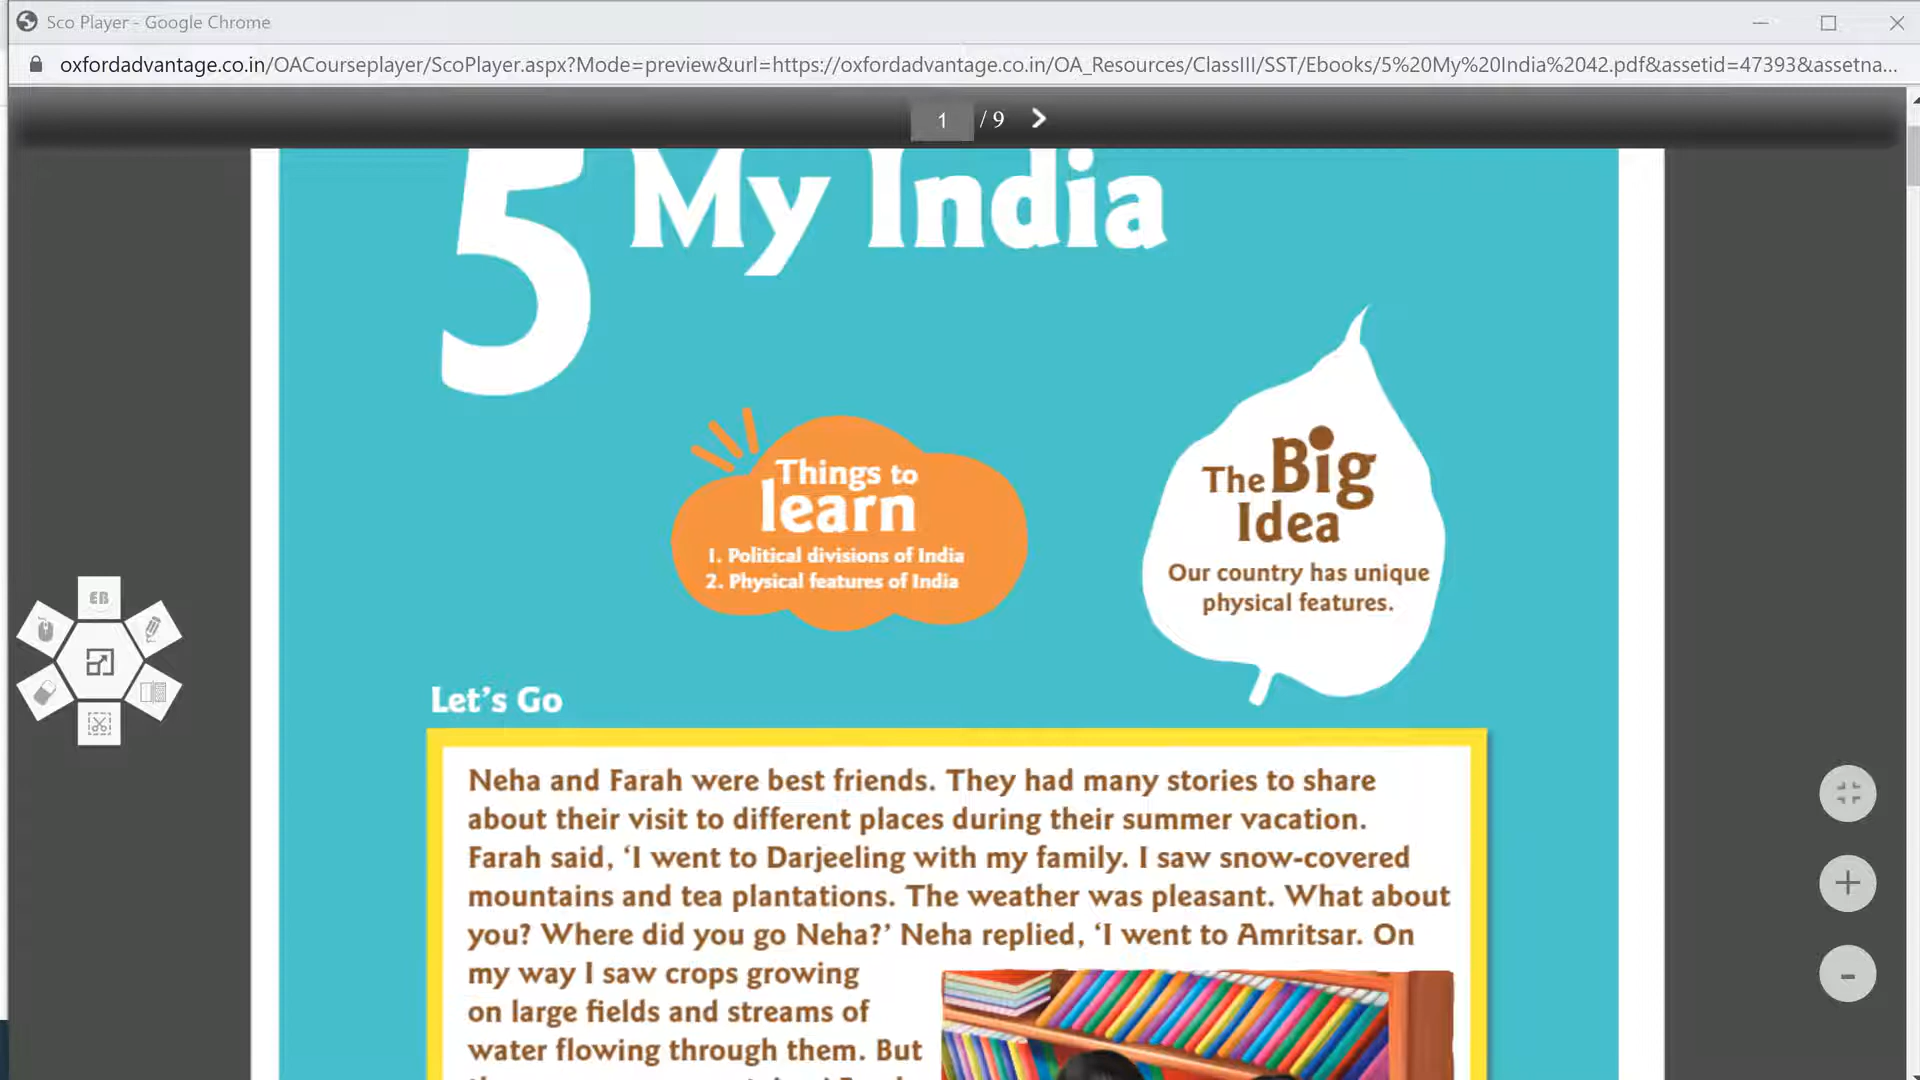 Sco Player - Google Chrome
oxfordadvantage.co.in/OACourseplayer/ScoPlayer.aspx?Mode=preview&url=https://oxfordadvantage.co.in/OA_Resources/ClassIII/SST/Ebooks/5%20My%20India%2042.pdf&assetid=47393&assetna...
1 / 9
5 My India
Things to
learn
1. Political divisions of India
2. Physical features of India
The Big
Idea
Our country has unique
physical features.
EB
Let's Go
Neha and Farah were best friends. They had many stories to share
about their visit to different places during their summer vacation.
Farah said, ‘I went to Darjeeling with my family. I saw snow-covered
mountains and tea plantations. The weather was pleasant. What about
you? Where did you go Neha?’ Neha replied, ‘I went to Amritsar. On
my way I saw crops growing
on large fields and streams of
water flowing through them. But